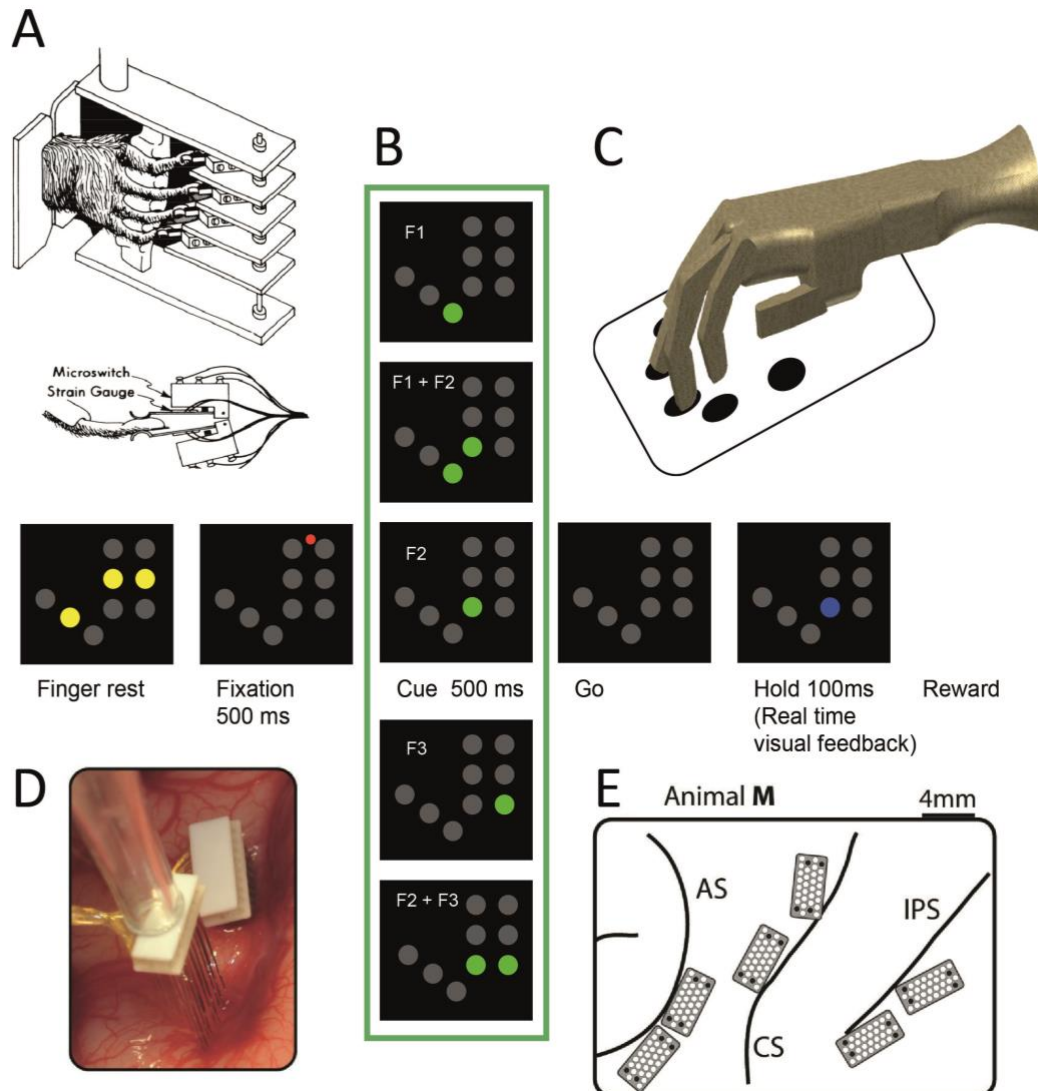 A
Microswitch
Strain Gauge
B
F1
F1 + F2
F2
F3
F2 + F3
Finger rest
Fixation
500 ms
Cue 500 ms
Go
Hold 100ms
(Real time
visual feedback)
Reward
C
D
E
Animal M
4mm
AS
CS
IPS